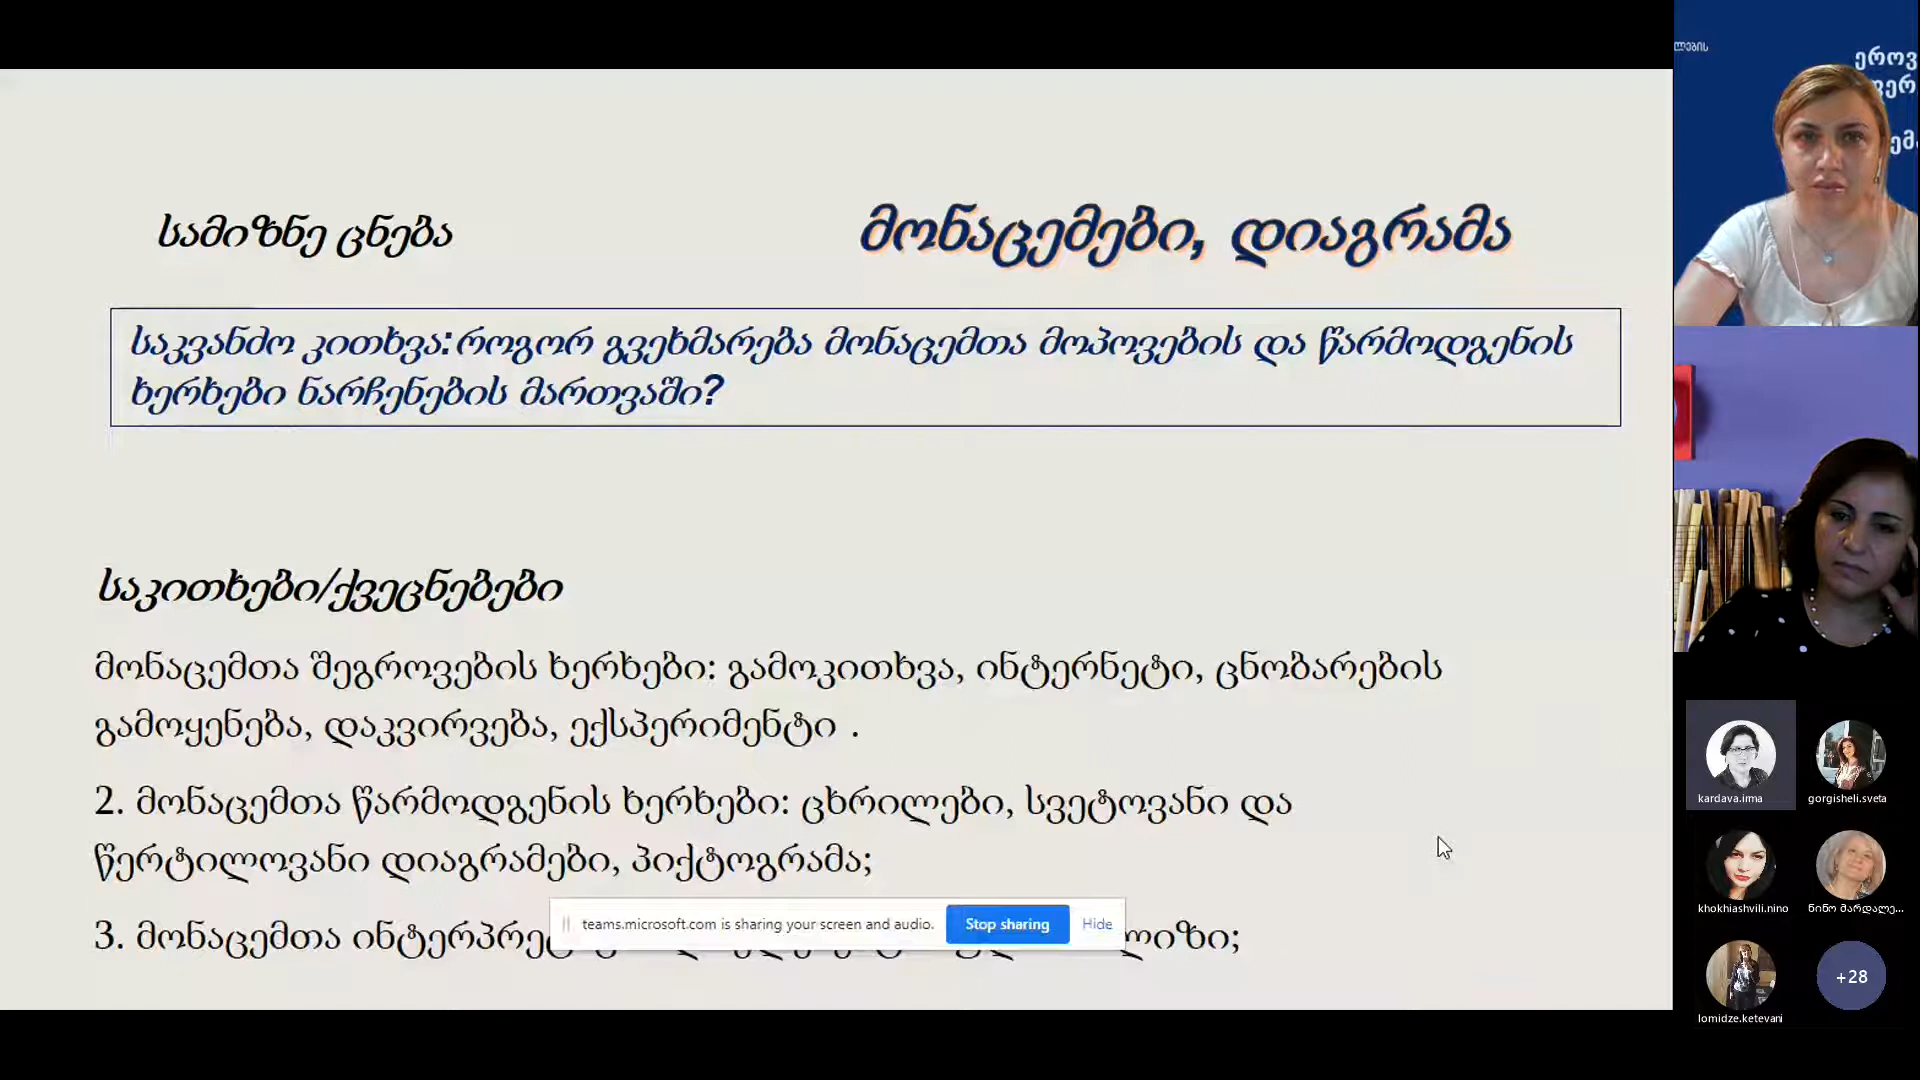 სამიზნე ცნება
მონაცემები, დიაგრამა
საკვანძო კითხვა: როგორ გვეხმარება მონაცემთა მოპოვების და წარმოდგენის
ხერხები ნარჩენების მართვაში?
საკითხები/ქვეცნებები
მონაცემთა შეგროვების ხერხები: გამოკითხვა, ინტერნეტი, ცნობარების
გამოყენება, დაკვირვება, ექსპერიმენტი .
2. მონაცემთა წარმოდგენის ხერხები: ცხრილები, სვეტოვანი და
წერტილოვანი დიაგრამები, პიქტოგრამა;
3. მონაცემთა
teams.microsoft.com is sharing your screen and audio.
Stop sharing
Hide
kardava.irma
gorgisheli.sveta
khokhiashvili.nino
ნინო მარდალე...
lomidze.ketevani
+28